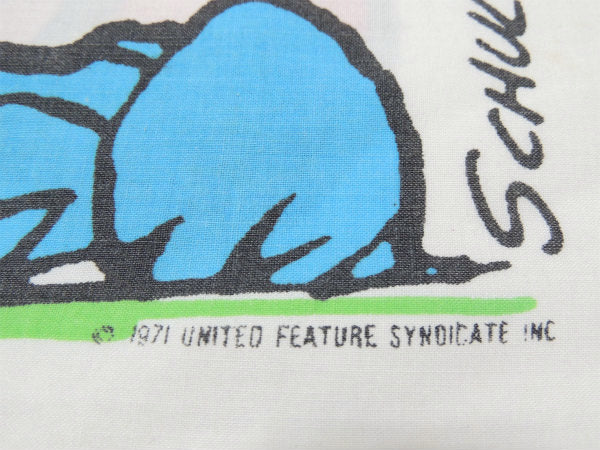 SCHUL
© 1971 UNITED FEATURE SYNDICATE INC